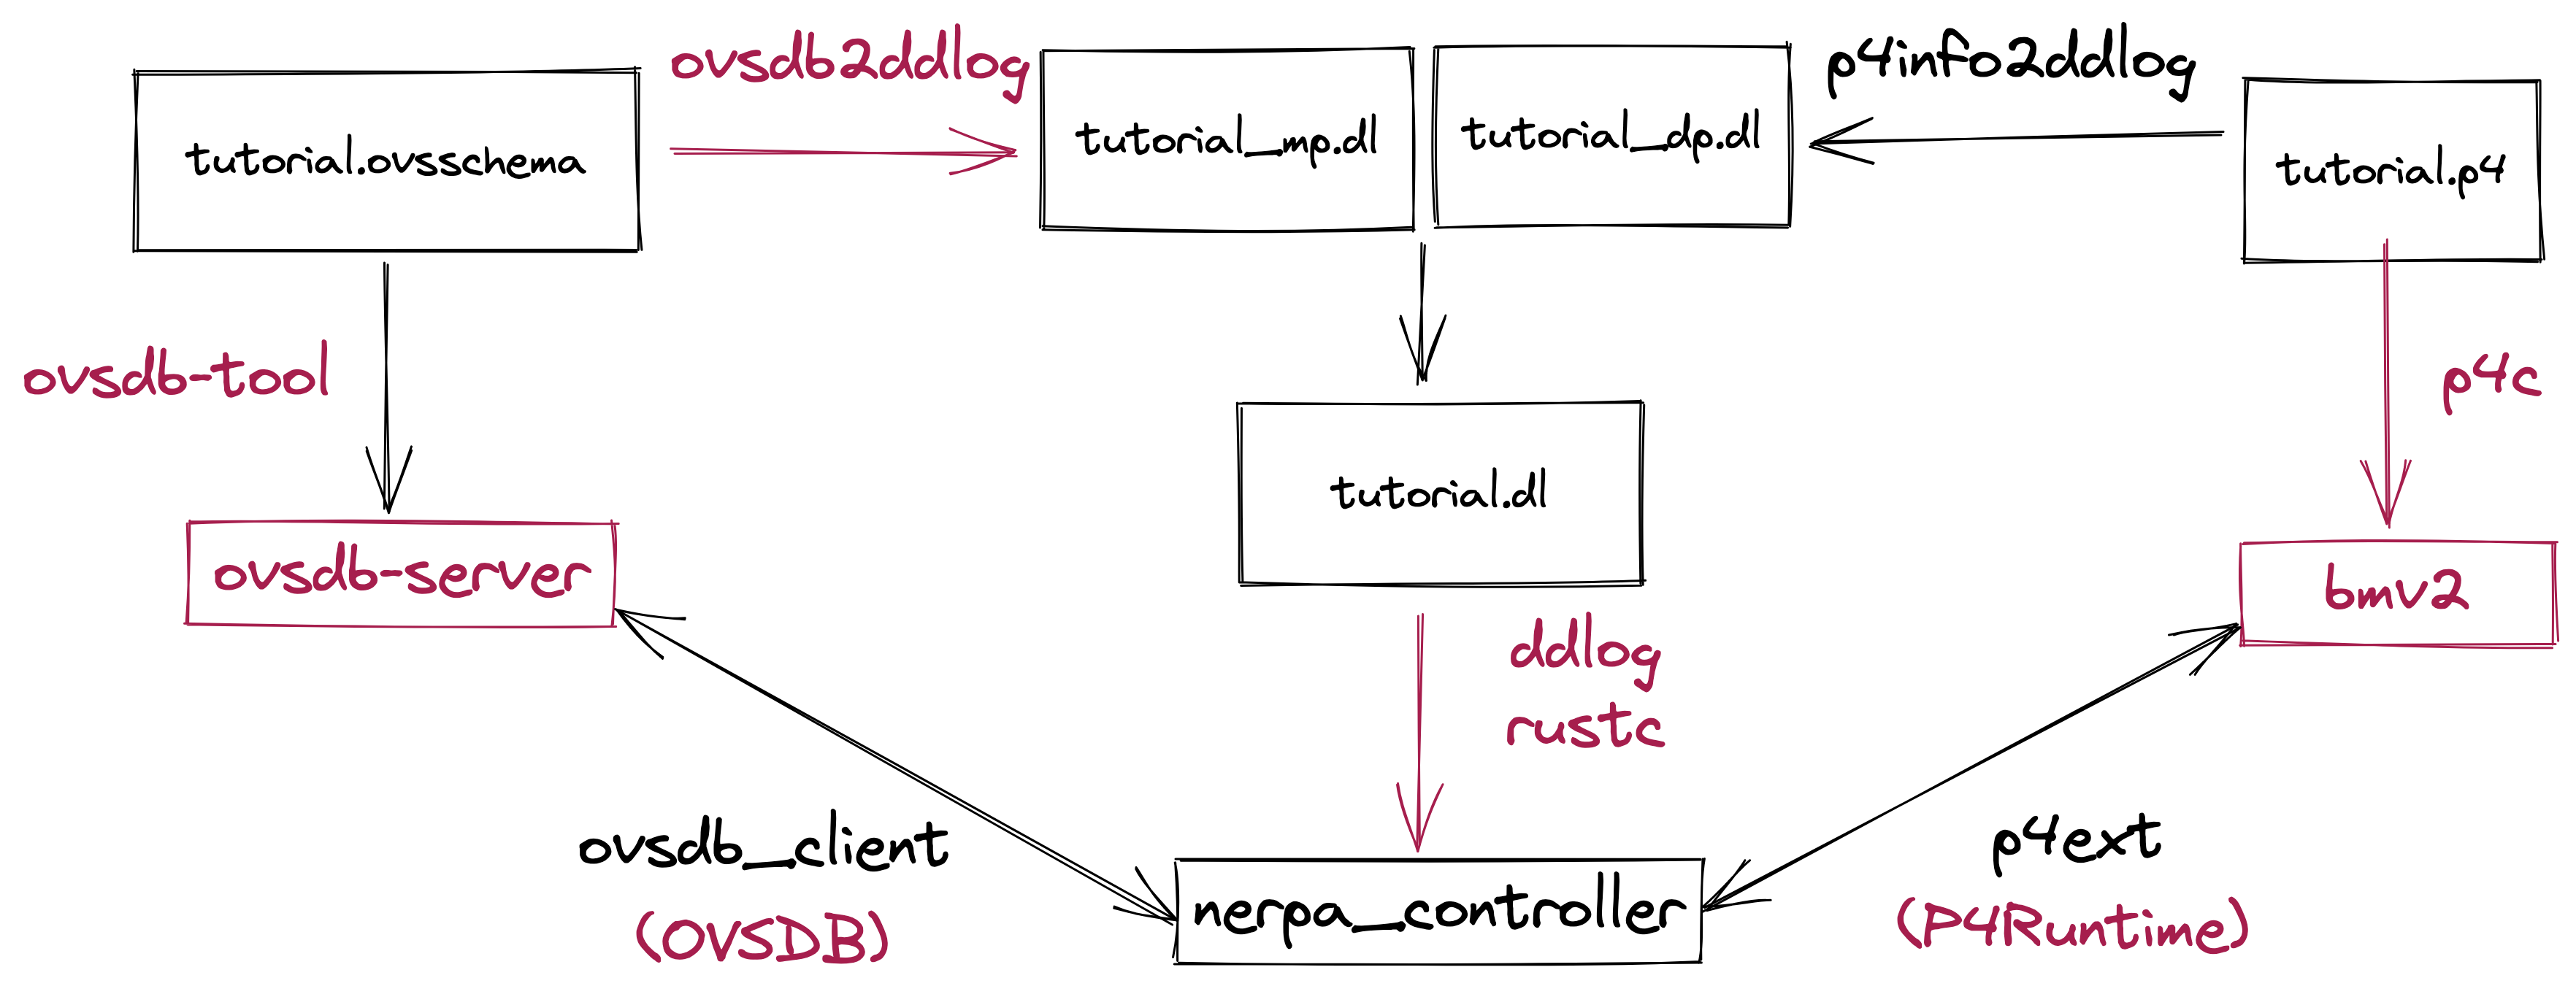 ovsdb2ddlog
p4info2ddlog
tutorial.ovsschema
tutorial_mp.dl
tutorial_dp.dl
tutorial.p4
ovsdb-tool
p4c
tutorial.dl
ovsdb-server
bmv2
ddlog
rustc
ovsdb_client
(OVSDB)
nerpa_controller
p4ext
(P4Runtime)